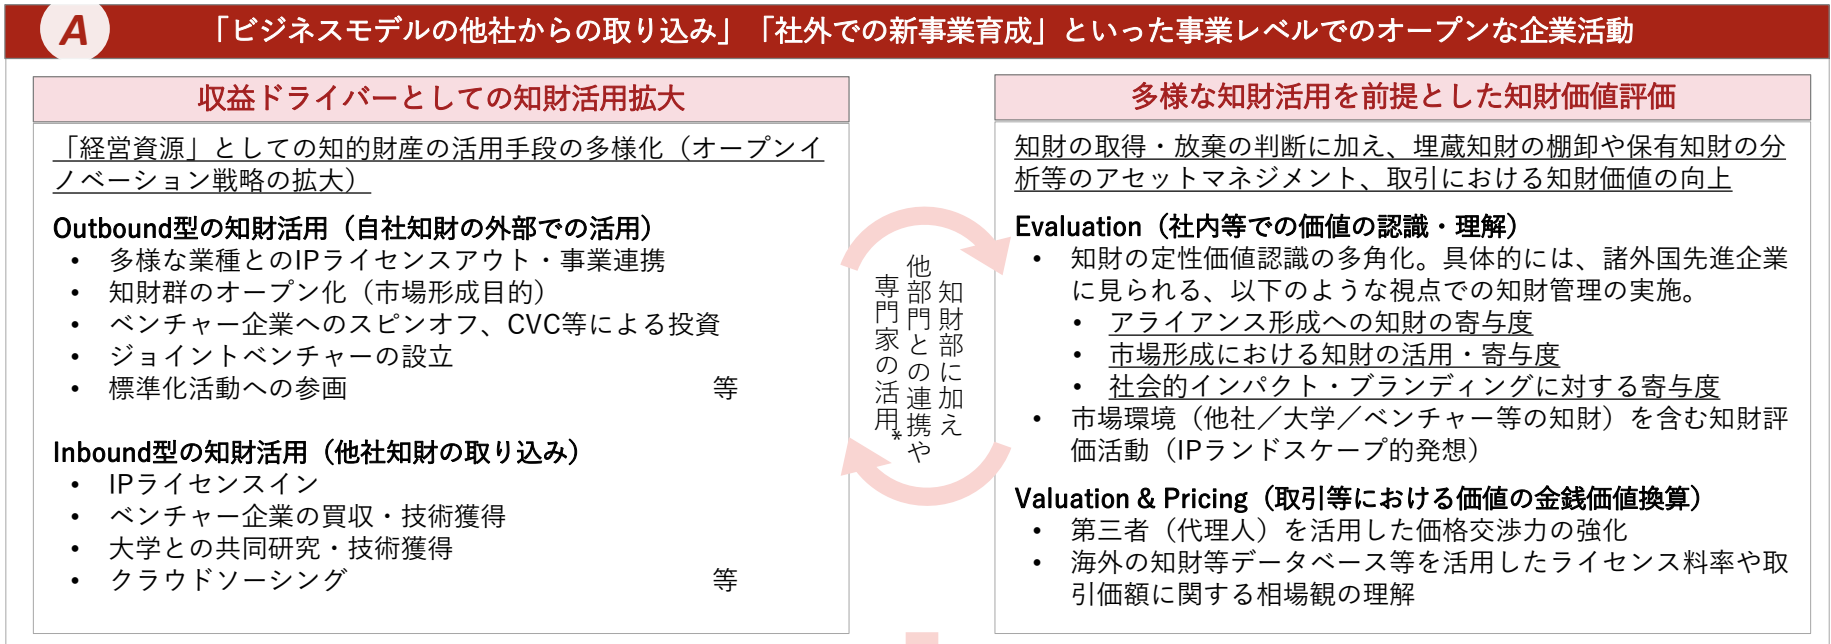 A
「ビジネスモデルの他社からの取り込み」「社外での新事業育成」といった事業レベルでのオープンな企業活動
収益ドライバーとしての知財活用拡大
「経営資源」としての知的財産の活用手段の多様化（オープンイ
ノベーション戦略の拡大）
Outbound型の知財活用（自社知財の外部での活用）
• 多様な業種とのIPライセンスアウト・事業連携
• 知財群のオープン化（市場形成目的）
• ベンチャー企業へのスピンオフ、CVC等による投資
• ジョイントベンチャーの設立
• 標準化活動への参画 等
Inbound型の知財活用（他社知財の取り込み）
• IPライセンスイン
• ベンチャー企業の買収・技術獲得
• 大学との共同研究・技術獲得
• クラウドソーシング 等
知財部に加え
他部門との連携や
専門家の活用*
多様な知財活用を前提とした知財価値評価
知財の取得・放棄の判断に加え、埋蔵知財の棚卸や保有知財の分
析等のアセットマネジメント、取引における知財価値の向上
Evaluation（社内等での価値の認識・理解）
• 知財の定性価値認識の多角化。具体的には、諸外国先進企業
に見られる、以下のような視点での知財管理の実施。
• アライアンス形成への知財の寄与度
• 市場形成における知財の活用・寄与度
• 社会的インパクト・ブランディングに対する寄与度
• 市場環境（他社／大学／ベンチャー等の知財）を含む知財評
価活動（IPランドスケープ的発想）
Valuation & Pricing（取引等における価値の金銭価値換算）
• 第三者（代理人）を活用した価格交渉力の強化
• 海外の知財等データベース等を活用したライセンス料率や取
引価額に関する相場観の理解